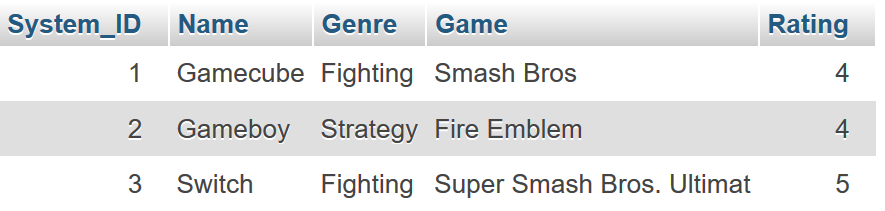 System_ID Name Genre Game Rating
1 Gamecube Fighting Smash Bros 4
2 Gameboy Strategy Fire Emblem 4
3 Switch Fighting Super Smash Bros. Ultimat 5